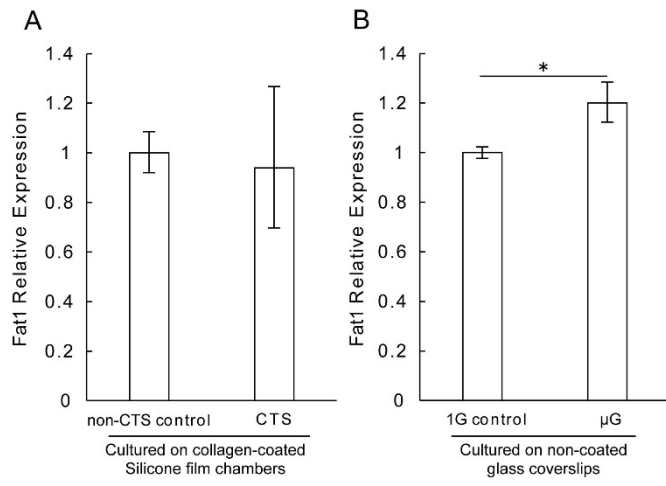 A
Fat1 Relative Expression
1.4
1.2
1
0.8
0.6
0.4
0.2
0
non-CTS control CTS
Cultured on collagen-coated
Silicone film chambers
B
Fat1 Relative Expression
1.4
1.2
1
0.8
0.6
0.4
0.2
0
*
1G control μG
Cultured on non-coated
glass coverslips